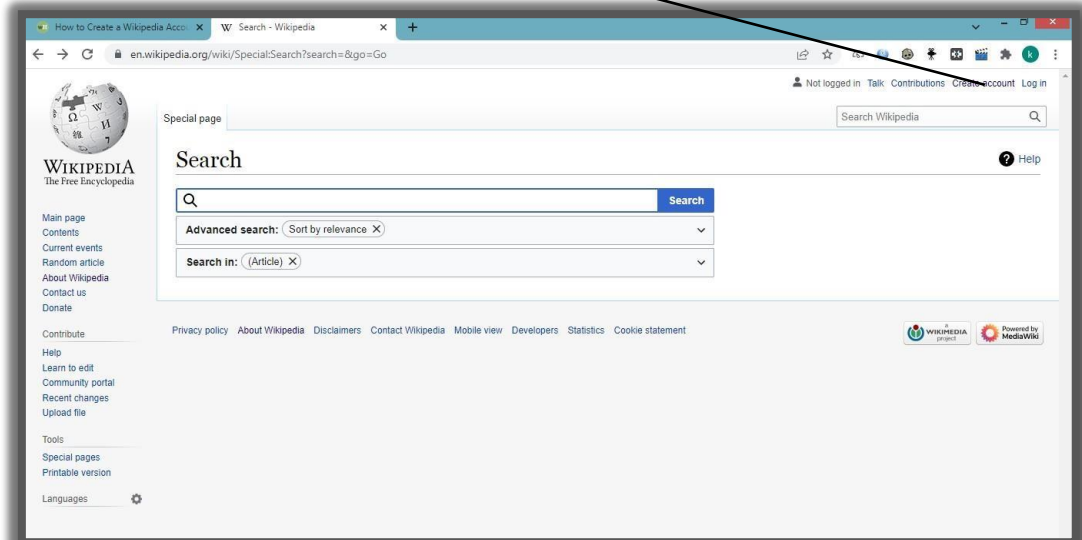 How to Create a Wikipedia Acco
Search - Wikipedia
en.wikipedia.org/wiki/Special:Search?search=&go=Go
k
Not logged in Talk Contributions Create account Log in
Special page
Search Wikipedia
Ω W И
WIKIPEDIA
The Free Encyclopedia
Search
Help
Search
Advanced search: Sort by relevance
Search in: (Article)
Main page
Contents
Current events
Random article
About Wikipedia
Contact us
Donate
Contribute
Help
Learn to edit
Community portal
Recent changes
Upload file
Tools
Special pages
Printable version
Languages
Privacy policy About Wikipedia Disclaimers Contact Wikipedia Mobile view Developers Statistics Cookie statement
A
WIKIMEDIA
project
Powered by
MediaWiki